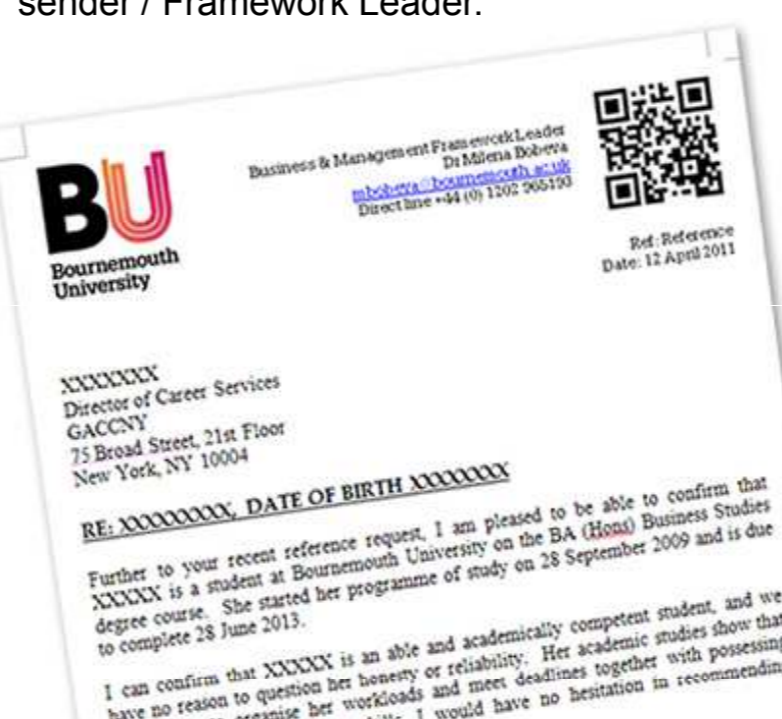 sender / Framework Leader.
BU
Bournemouth
University
Business & Management Framework Leader
Dr Milena Bobeva
mbobeva@bournemouth.ac.uk
Direct line +44 (0) 1202 965193
Ref: Reference
Date: 12 April 2011
XXXXXXX
Director of Career Services
GACCNY
75 Broad Street, 21st Floor
New York, NY 10004
RE: XXXXXXXXX, DATE OF BIRTH XXXXXXXX
Further to your recent reference request, I am pleased to be able to confirm that
XXXXX is a student at Bournemouth University on the BA (Hons) Business Studies
degree course. She started her programme of study on 28 September 2009 and is due
to complete 28 June 2013.
I can confirm that XXXXX is an able and academically competent student, and we
have no reason to question her honesty or reliability. Her academic studies show that
organise her workloads and meet deadlines together with possessing
I would have no hesitation in recommending